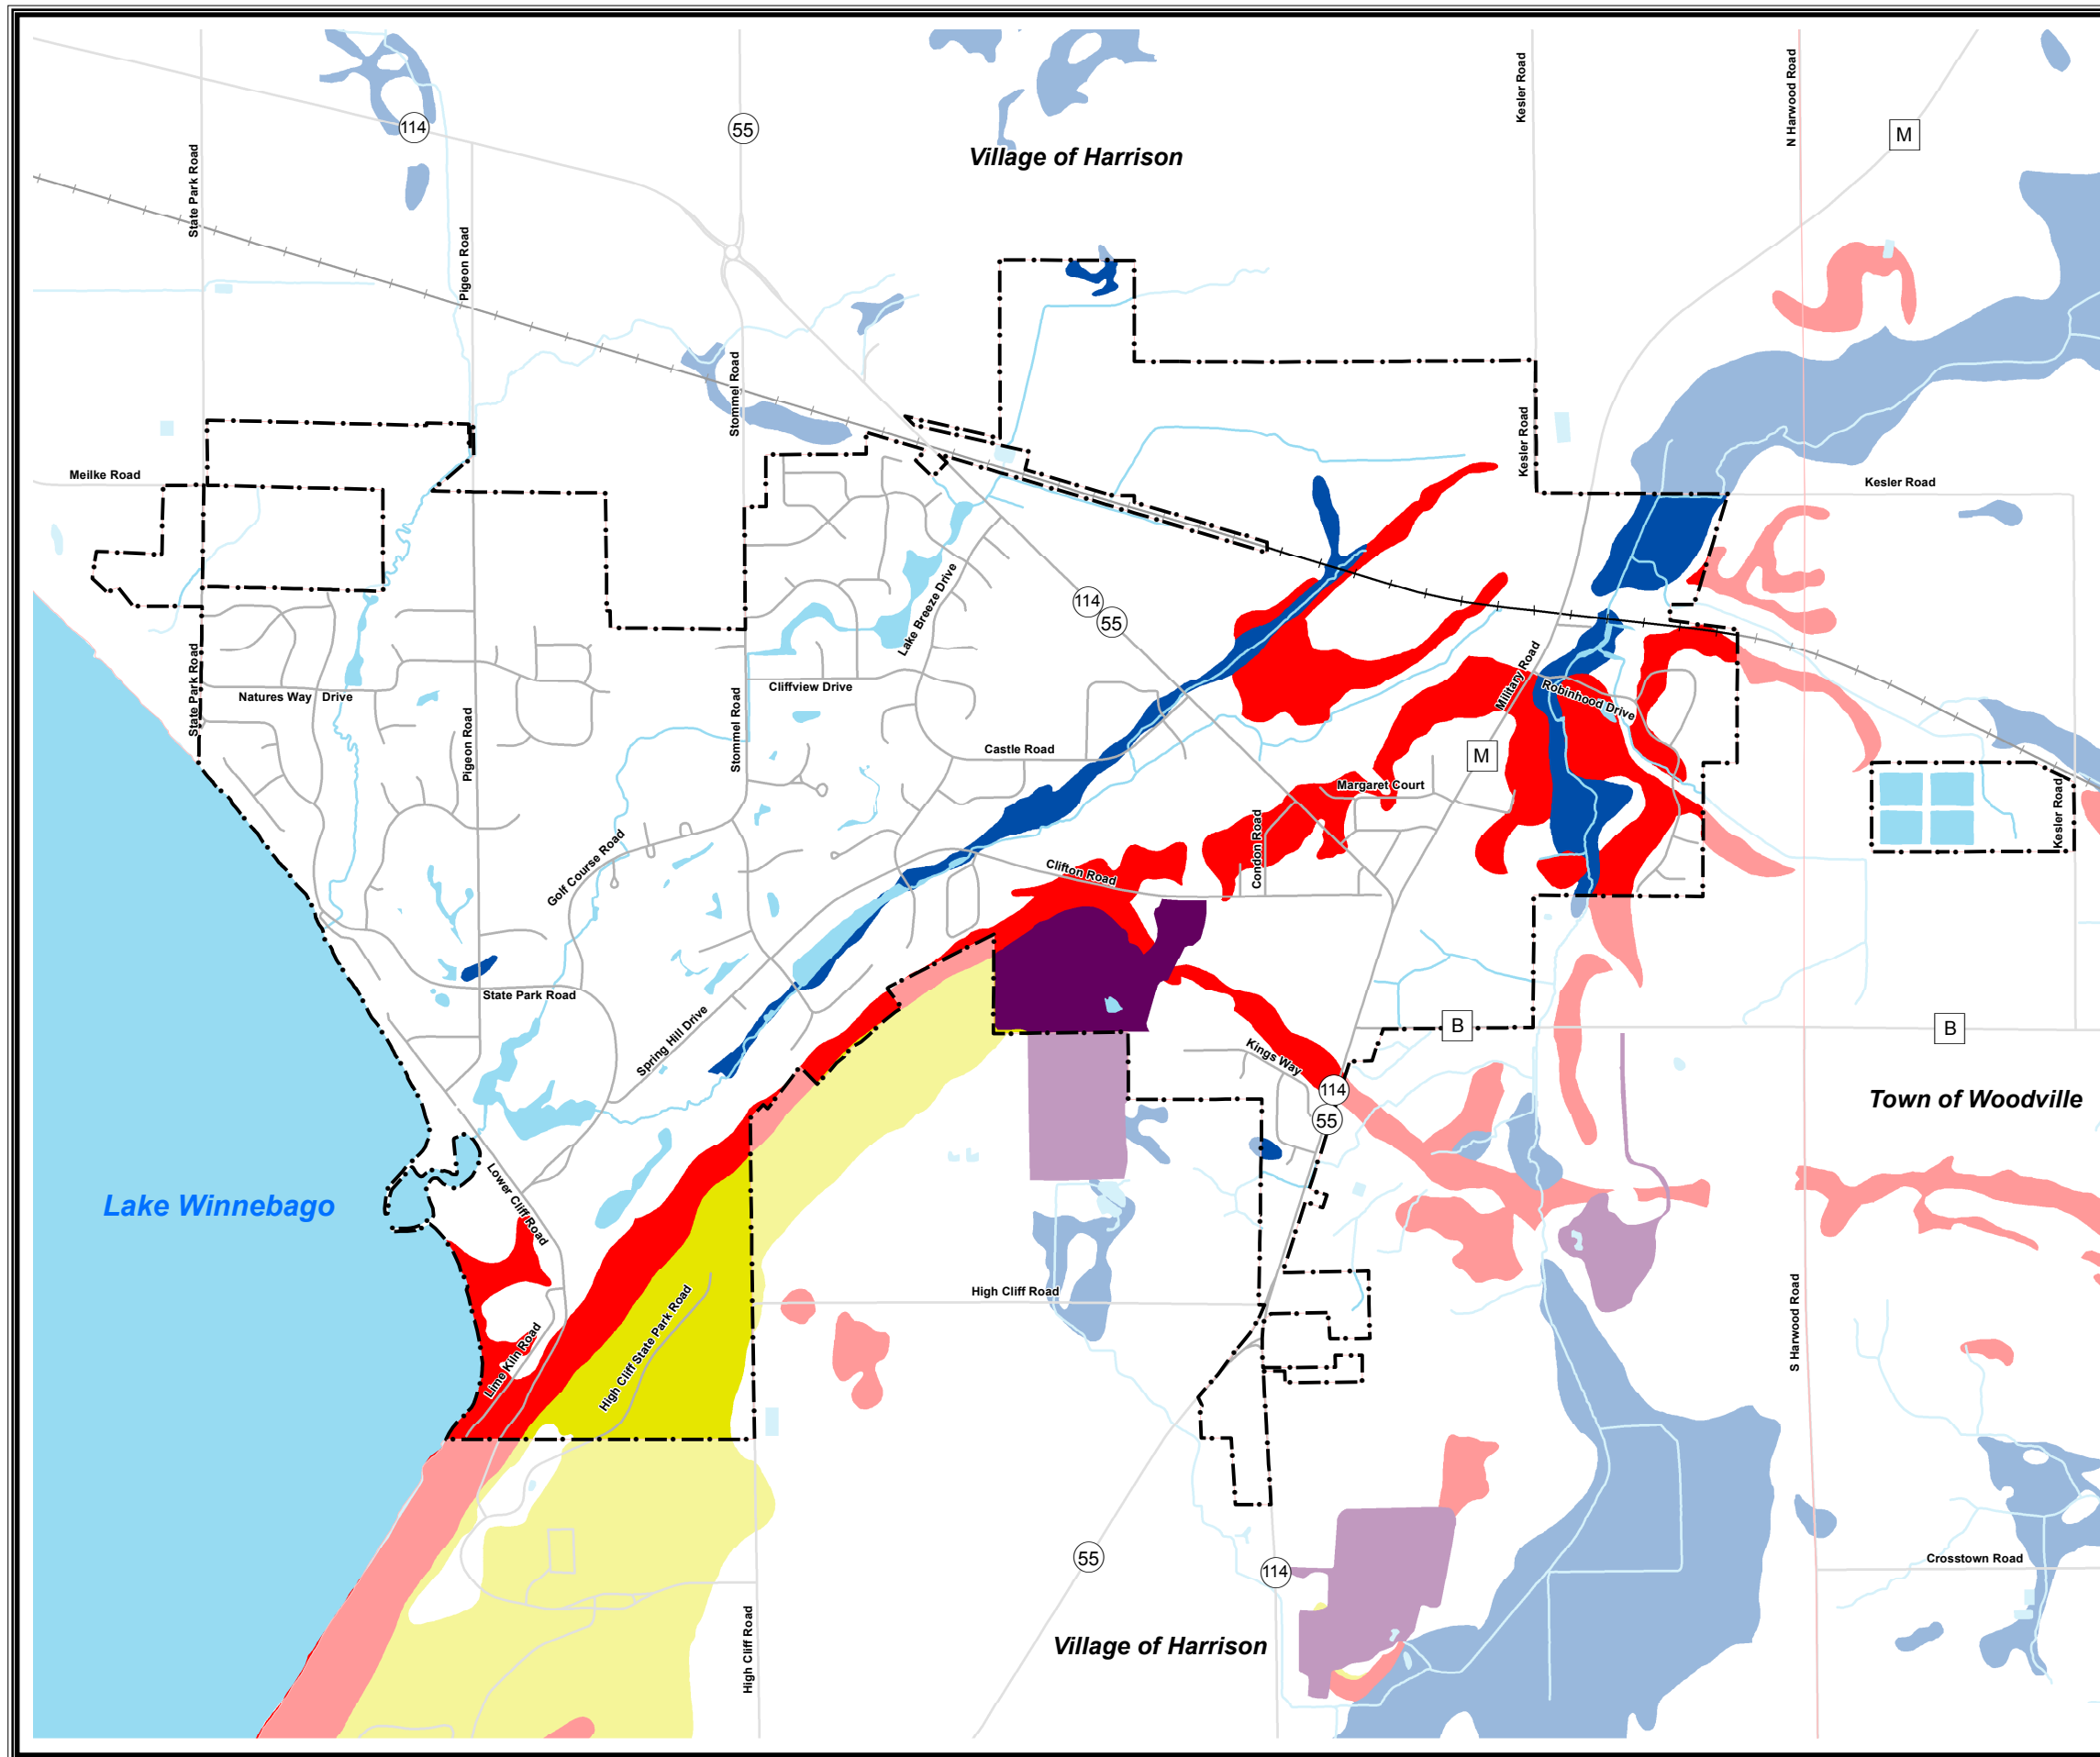 Kesler Road
N Harwood Road
114
55
M
Village of Harrison
State Park Road
Pigeon Road
Stommel Road
Kesler Road
Meilke Road
Kesler Road
Lake Breeze Drive
114
55
State Park Road
Natures Way Drive
Cliffview Drive
Stommel Road
Military Road
Robinhood Drive
Pigeon Road
Castle Road
M
Margaret Court
Kesler Road
Golf Course Road
Condon Road
Clifton Road
State Park Road
Spring Hill Drive
B
B
Kings Way
114
55
Town of Woodville
Lake Winnebago
Lower Cliff Road
High Cliff Road
S Harwood Road
Lime Kiln Road
High Cliff State Park Road
55
114
Crosstown Road
High Cliff Road
Village of Harrison